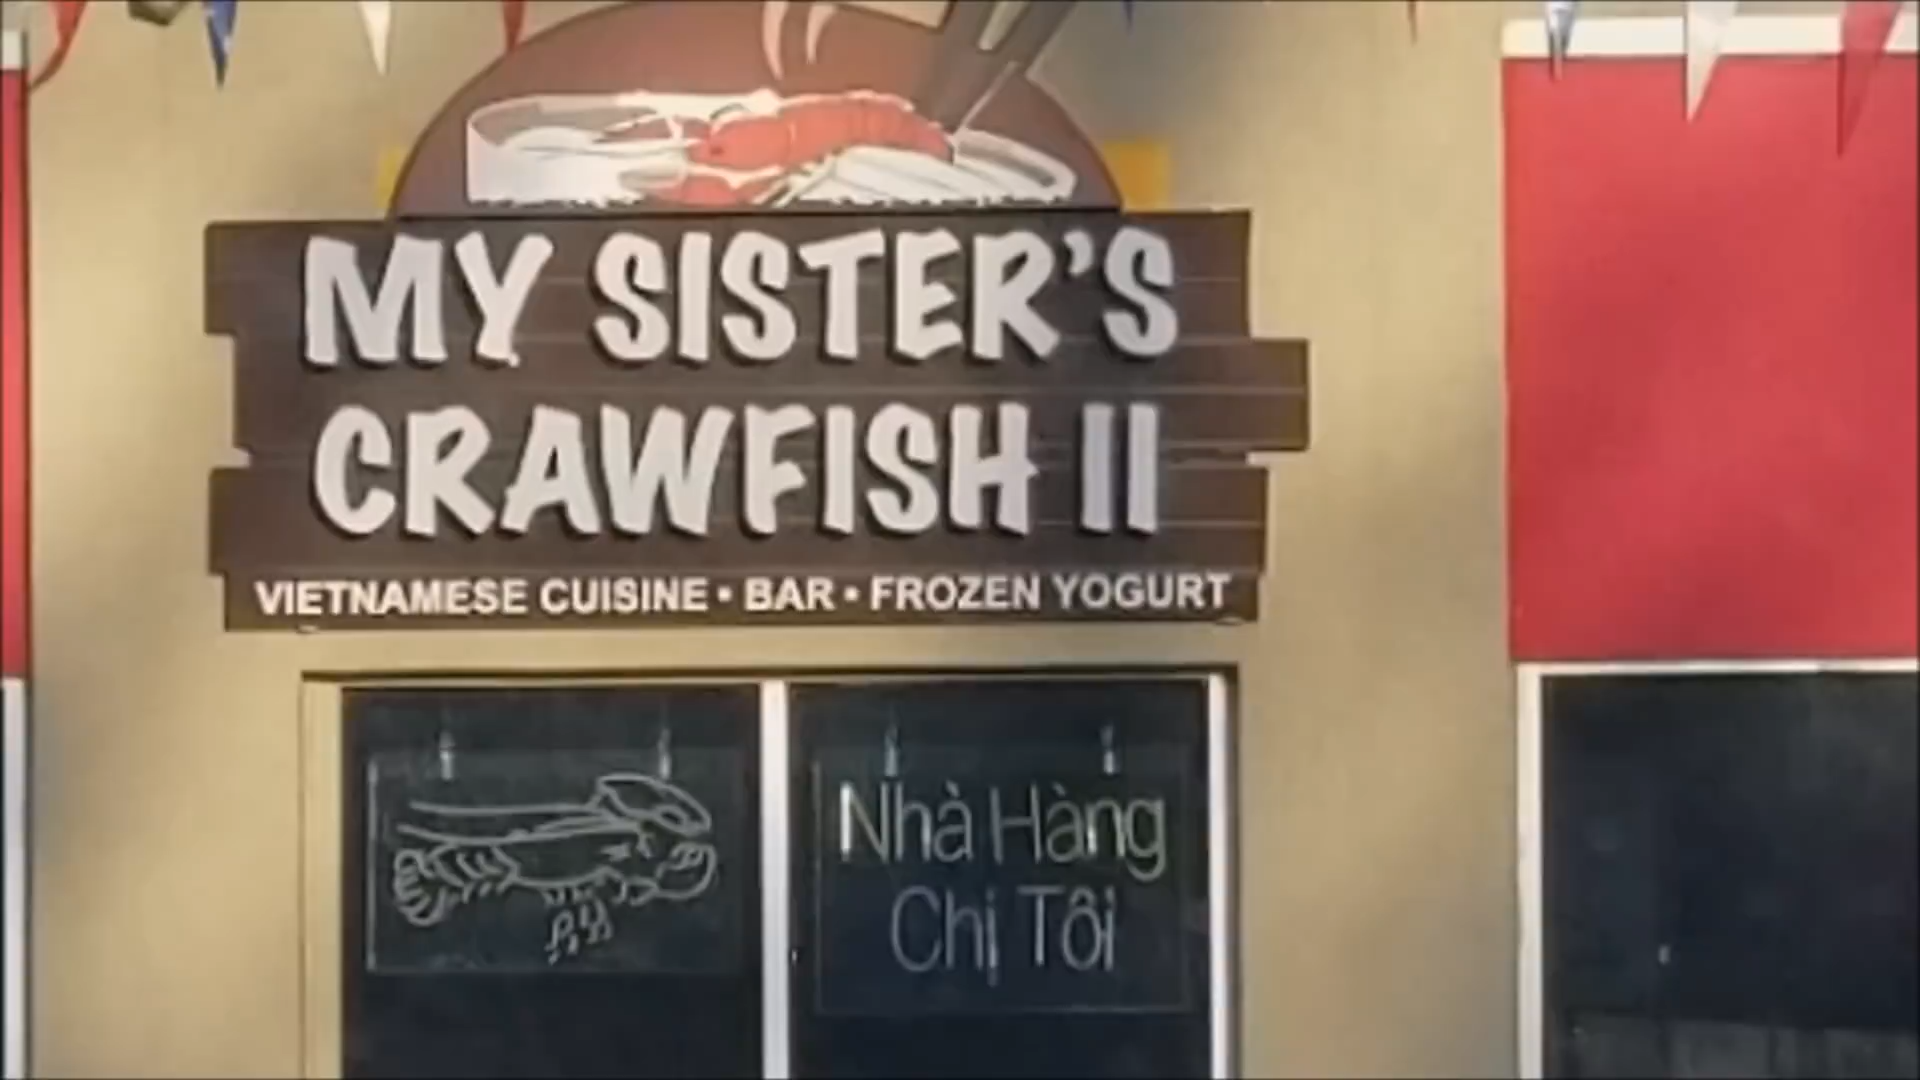 MY SISTER'S
CRAWFISH II
VIETNAMESE CUISINE • BAR • FROZEN YOGURT
Nhà Hàng
Chị Tôi